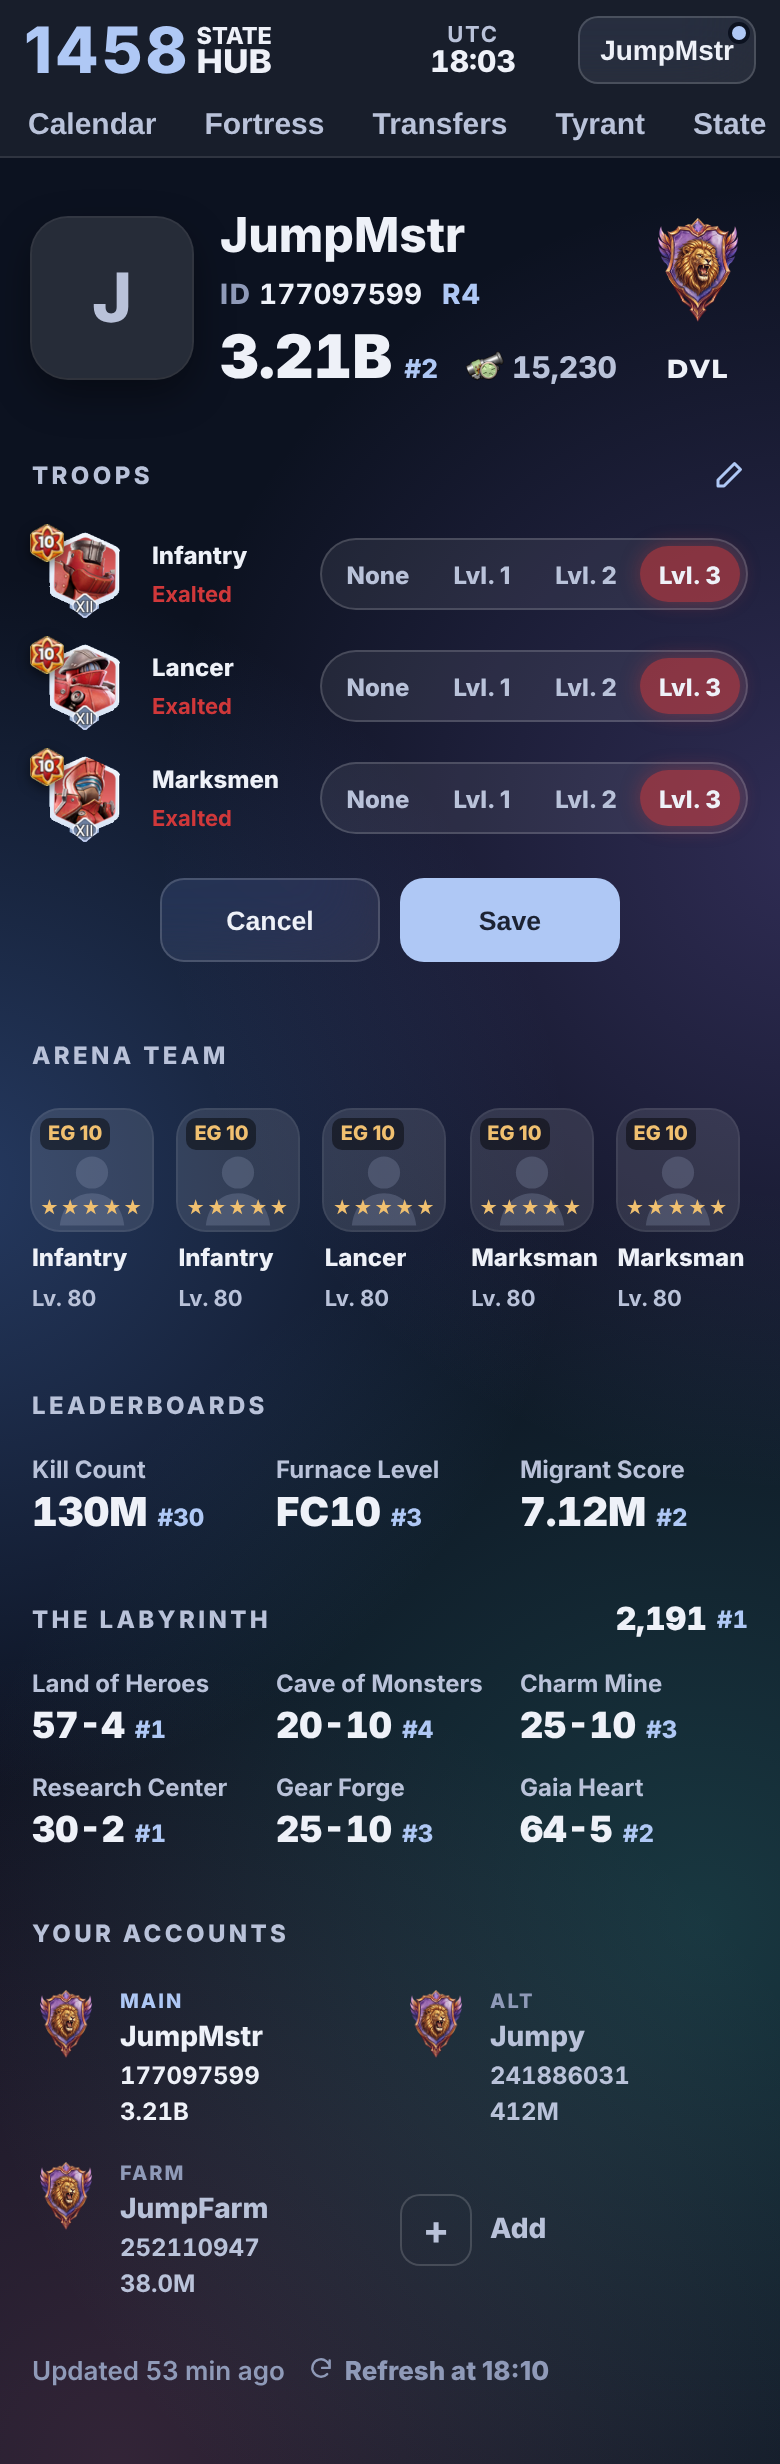 1458 STATE HUB
UTC
18:03
JumpMstr
Calendar Fortress Transfers Tyrant State
J
JumpMstr
ID 177097599 R4
3.21B #2 15,230
DVL
TROOPS
10
XII
Infantry
Exalted
None Lvl. 1 Lvl. 2 Lvl. 3
10
XII
Lancer
Exalted
None Lvl. 1 Lvl. 2 Lvl. 3
10
XII
Marksmen
Exalted
None Lvl. 1 Lvl. 2 Lvl. 3
Cancel Save
ARENA TEAM
EG 10 EG 10 EG 10 EG 10 EG 10
★★★★★ ★★★★★ ★★★★★ ★★★★★ ★★★★★
Infantry Infantry Lancer Marksman Marksman
Lv. 80 Lv. 80 Lv. 80 Lv. 80 Lv. 80
LEADERBOARDS
Kill Count Furnace Level Migrant Score
130M #30 FC10 #3 7.12M #2
THE LABYRINTH 2,191 #1
Land of Heroes Cave of Monsters Charm Mine
57-4 #1 20-10 #4 25-10 #3
Research Center Gear Forge Gaia Heart
30-2 #1 25-10 #3 64-5 #2
YOUR ACCOUNTS
MAIN
JumpMstr
177097599
3.21B
ALT
Jumpy
241886031
412M
FARM
JumpFarm
252110947
38.0M
+ Add
Updated 53 min ago Refresh at 18:10